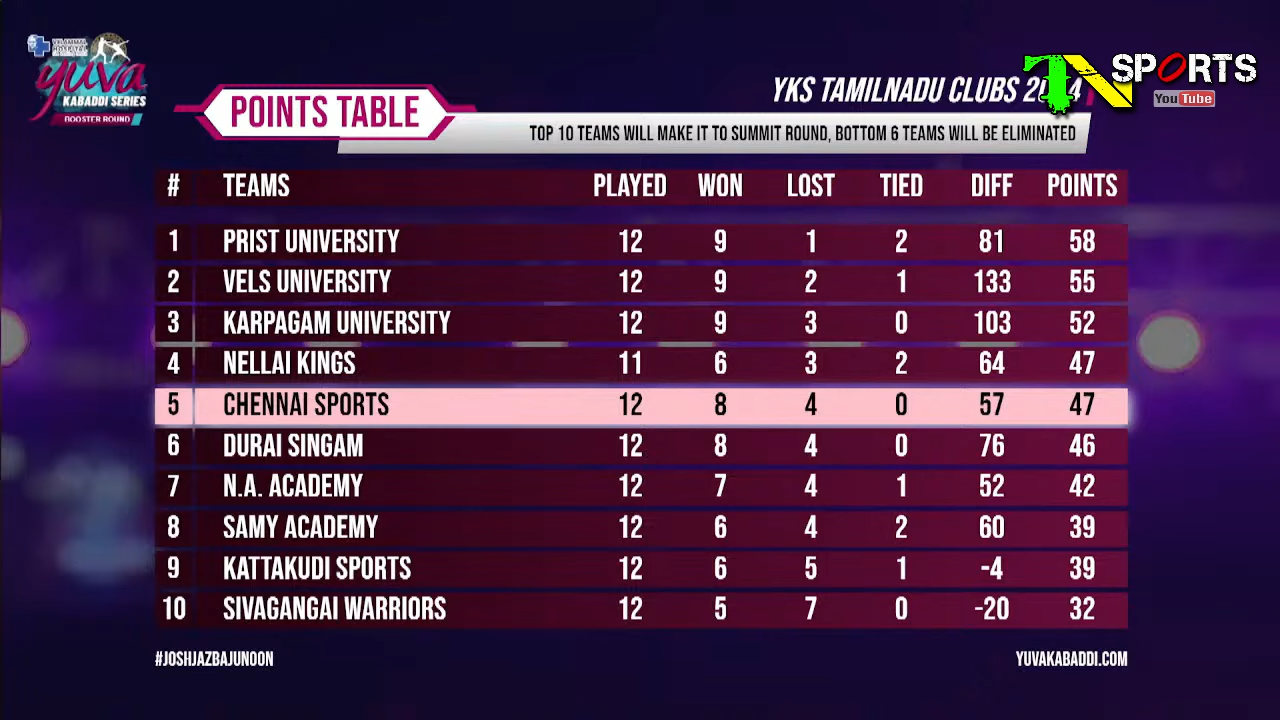 yuva
KABADDI SERIES
BOOSTER ROUND
POINTS TABLE
YKS TAMILNADU CLUBS
TN SPORTS
YouTube
TOP 10 TEAMS WILL MAKE IT TO SUMMIT ROUND, BOTTOM 6 TEAMS WILL BE ELIMINATED
# TEAMS PLAYED WON LOST TIED DIFF POINTS
1 PRIST UNIVERSITY 12 9 1 2 81 58
2 VELS UNIVERSITY 12 9 2 1 133 55
3 KARPAGAM UNIVERSITY 12 9 3 0 103 52
4 NELLAI KINGS 11 6 3 2 64 47
5 CHENNAI SPORTS 12 8 4 0 57 47
6 DURAI SINGAM 12 8 4 0 76 46
7 N.A. ACADEMY 12 7 4 1 52 42
8 SAMY ACADEMY 12 6 4 2 60 39
9 KATTAKUDI SPORTS 12 6 5 1 -4 39
10 SIVAGANGAI WARRIORS 12 5 7 0 -20 32
#JOSHJAZBAJUNOON
YUVAKABADDI.COM